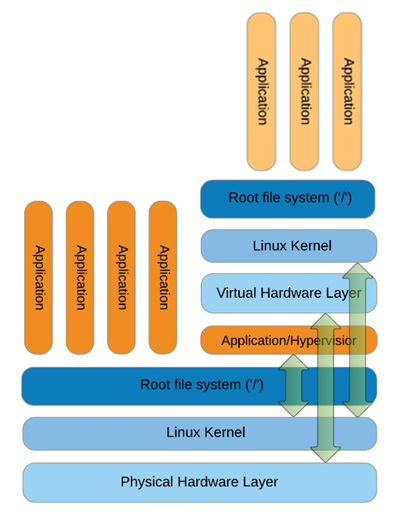 Application
Application
Application
Root file system ('/')
Linux Kernel
Virtual Hardware Layer
Application/Hypervisior
Application
Application
Application
Application
Root file system ('/')
Linux Kernel
Physical Hardware Layer